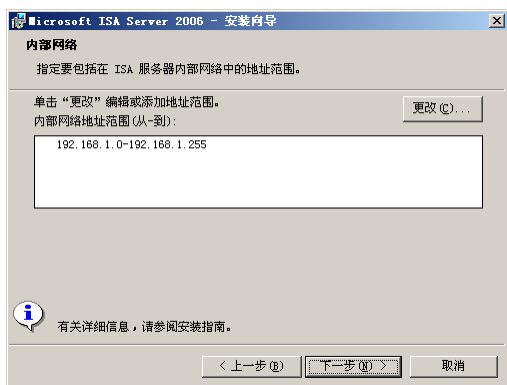 Microsoft ISA Server 2006 - 安装向导
内部网络
指定要包括在 ISA 服务器内部网络中的地址范围。
单击“更改”编辑或添加地址范围。
更改(C)...
内部网络地址范围(从-到):
192.168.1.0-192.168.1.255
有关详细信息，请参阅安装指南。
< 上一步(B)
下一步(N) >
取消